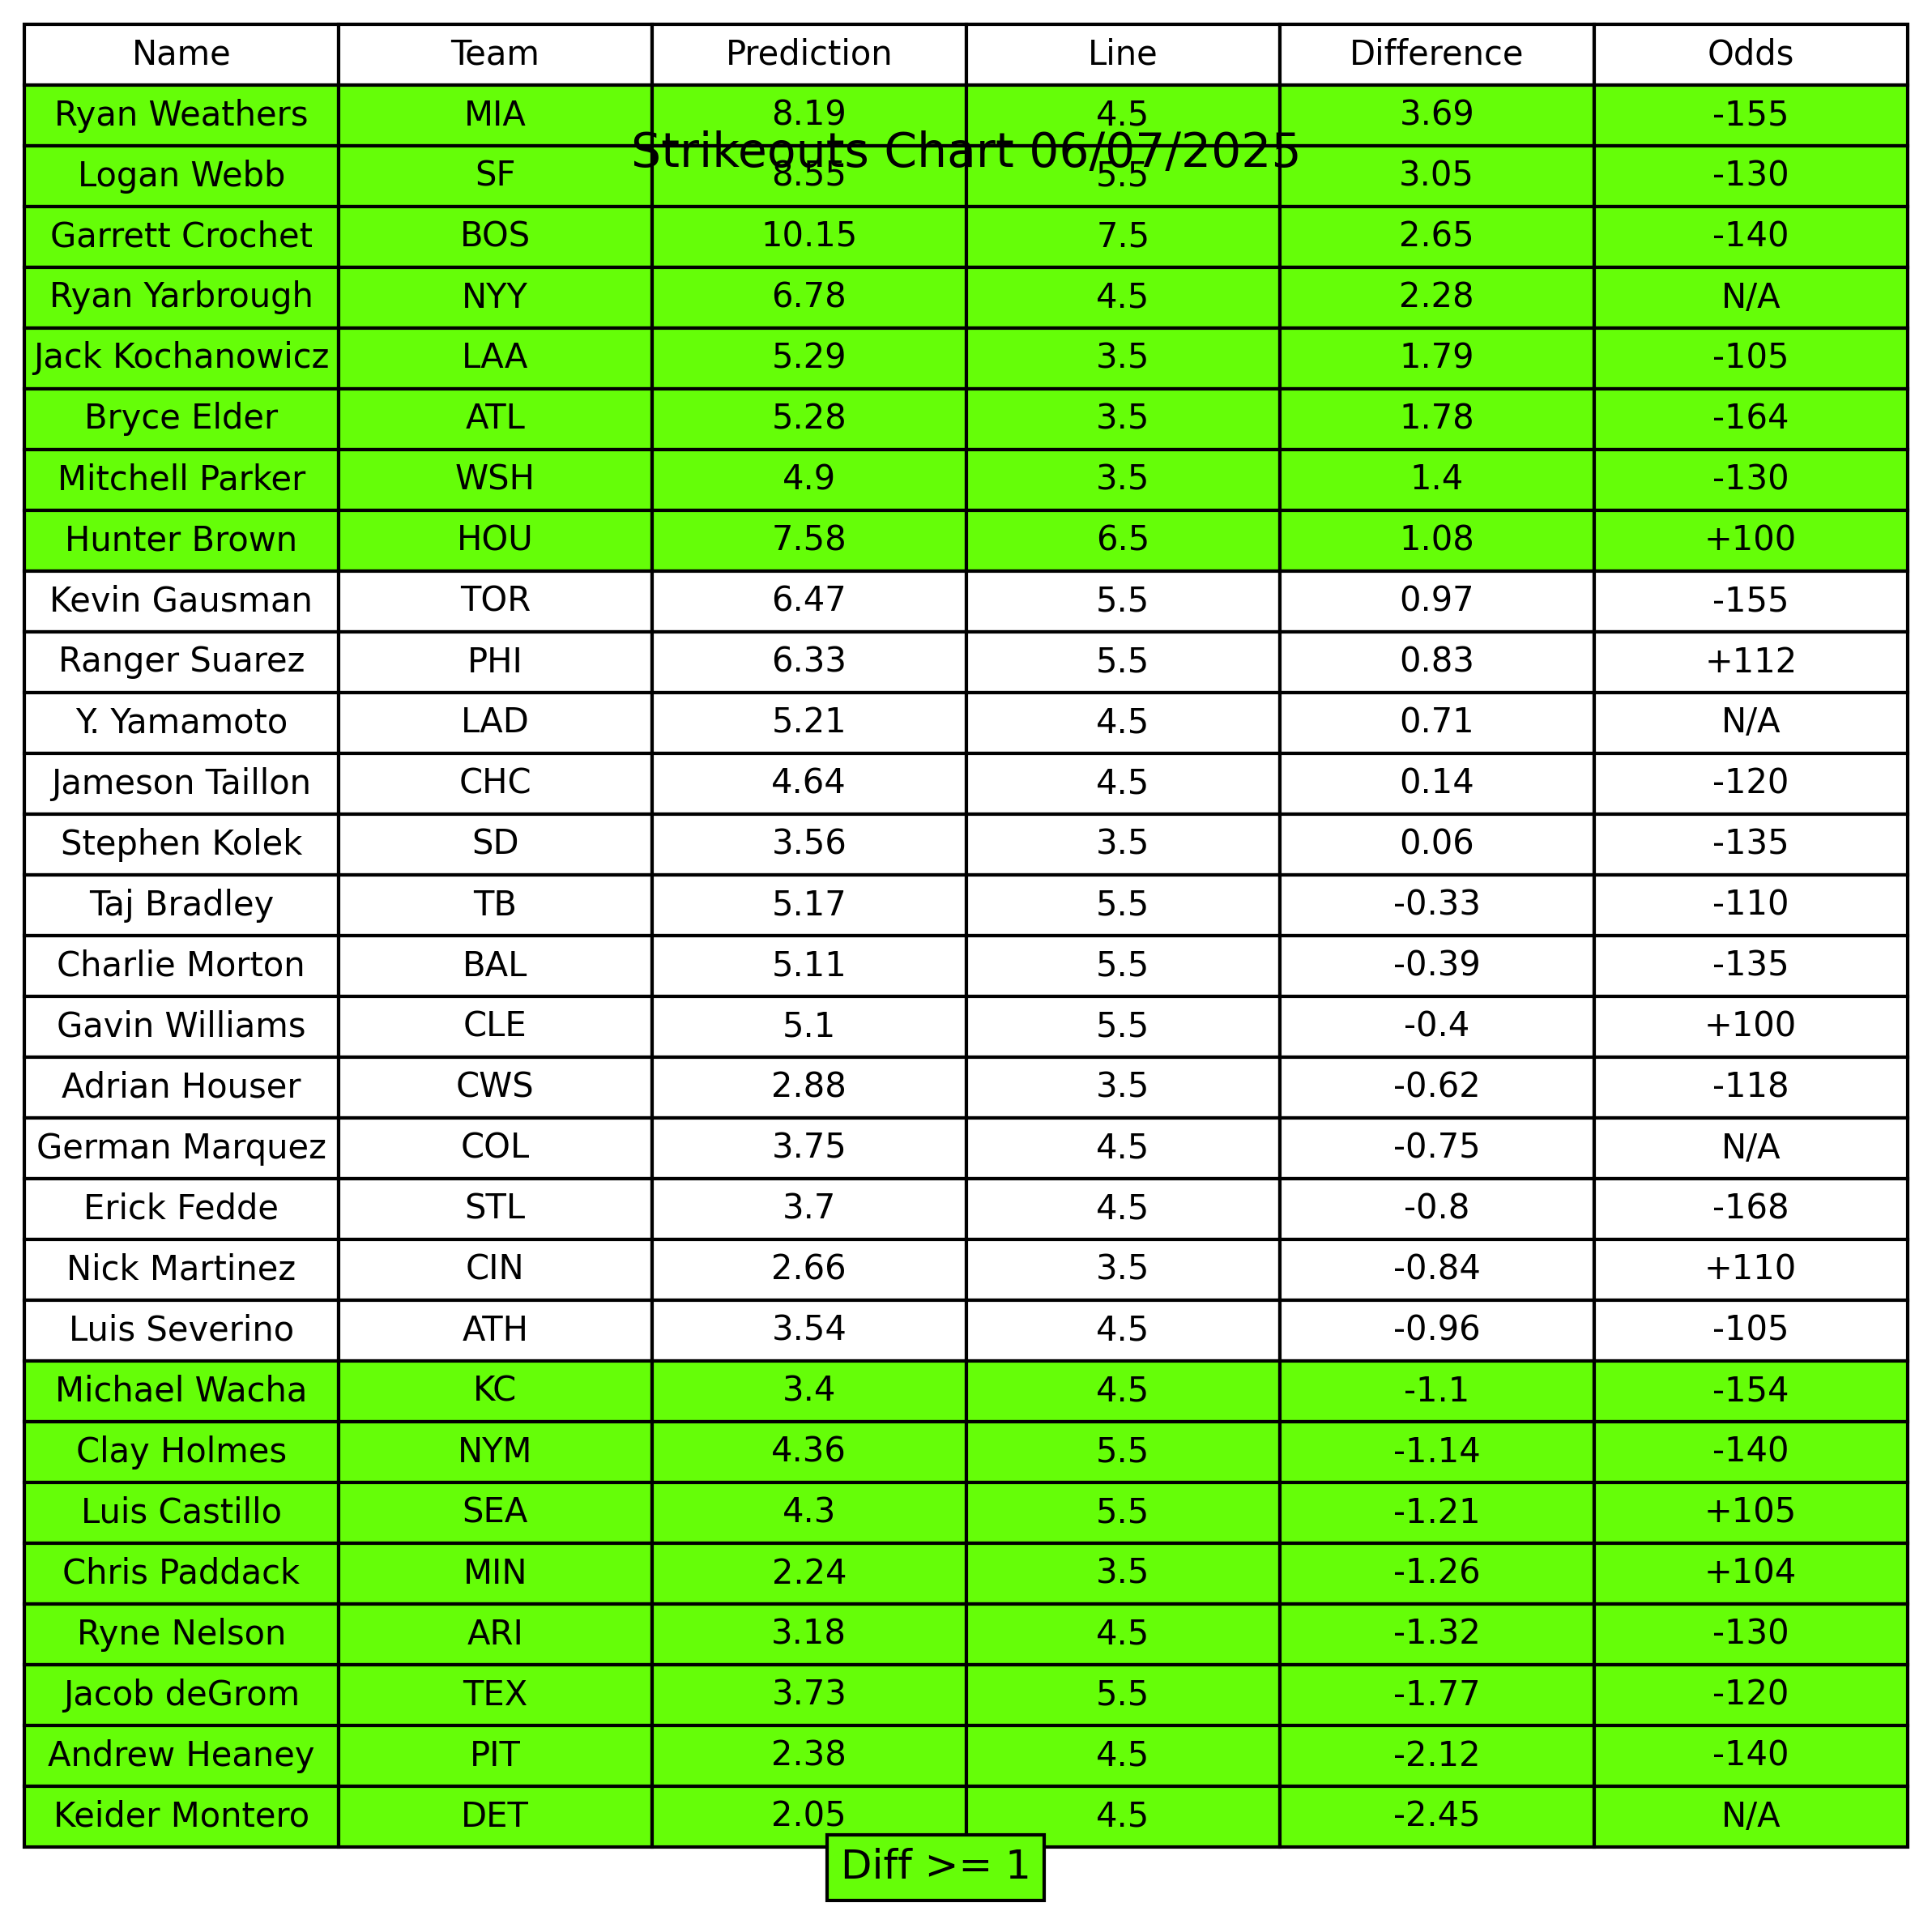 Name Team Prediction Line Difference Odds
Ryan Weathers MIA 8.19 4.5 3.69 -155
Strikeouts Chart 06/07/2025
Logan Webb SF 8.55 5.5 3.05 -130
Garrett Crochet BOS 10.15 7.5 2.65 -140
Ryan Yarbrough NYY 6.78 4.5 2.28 N/A
Jack Kochanowicz LAA 5.29 3.5 1.79 -105
Bryce Elder ATL 5.28 3.5 1.78 -164
Mitchell Parker WSH 4.9 3.5 1.4 -130
Hunter Brown HOU 7.58 6.5 1.08 +100
Kevin Gausman TOR 6.47 5.5 0.97 -155
Ranger Suarez PHI 6.33 5.5 0.83 +112
Y. Yamamoto LAD 5.21 4.5 0.71 N/A
Jameson Taillon CHC 4.64 4.5 0.14 -120
Stephen Kolek SD 3.56 3.5 0.06 -135
Taj Bradley TB 5.17 5.5 -0.33 -110
Charlie Morton BAL 5.11 5.5 -0.39 -135
Gavin Williams CLE 5.1 5.5 -0.4 +100
Adrian Houser CWS 2.88 3.5 -0.62 -118
German Marquez COL 3.75 4.5 -0.75 N/A
Erick Fedde STL 3.7 4.5 -0.8 -168
Nick Martinez CIN 2.66 3.5 -0.84 +110
Luis Severino ATH 3.54 4.5 -0.96 -105
Michael Wacha KC 3.4 4.5 -1.1 -154
Clay Holmes NYM 4.36 5.5 -1.14 -140
Luis Castillo SEA 4.3 5.5 -1.21 +105
Chris Paddack MIN 2.24 3.5 -1.26 +104
Ryne Nelson ARI 3.18 4.5 -1.32 -130
Jacob deGrom TEX 3.73 5.5 -1.77 -120
Andrew Heaney PIT 2.38 4.5 -2.12 -140
Keider Montero DET 2.05 4.5 -2.45 N/A
Diff >= 1